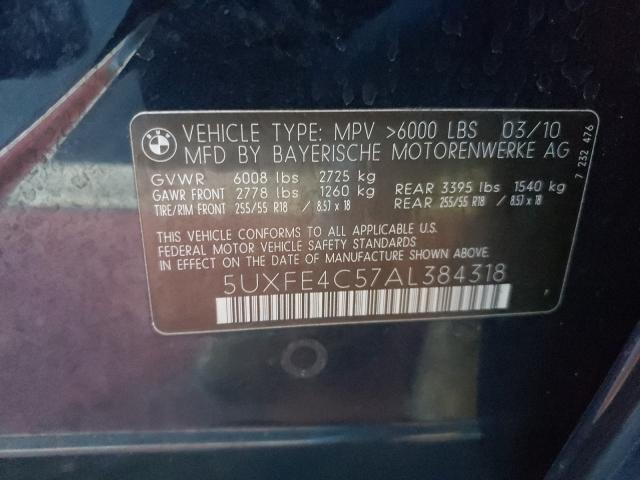 BMW
VEHICLE TYPE: MPV >6000 LBS 03/10
MFD BY BAYERISCHE MOTORENWERKE AG
7 232 476
GVWR 6008 lbs 2725 kg
GAWR FRONT 2778 lbs 1260 kg REAR 3395 lbs 1540 kg
TIRE/RIM FRONT 255/55 R18 / 8.5J x 18 REAR 255/55 R18 / 8.5J x 18
THIS VEHICLE CONFORMS TO ALL APPLICABLE U.S.
FEDERAL MOTOR VEHICLE SAFETY STANDARDS
IN EFFECT ON THE DATE OF MANUFACTURE SHOWN ABOVE.
5UXFE4C57AL384318